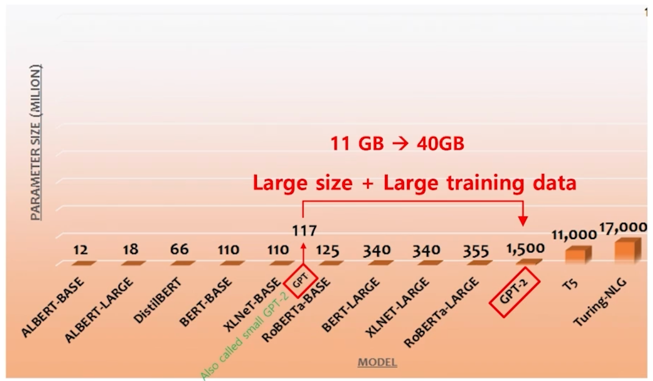 PARAMETER SIZE (MILION)
11 GB → 40GB
Large size + Large training data
117
12 18 66 110 110 125 340 340 355 1,500 11,000 17,000
ALBERT-BASE
ALBERT-LARGE
DistilBERT
BERT-BASE
XLNeT-BASE
GPT
Also called small GPT-2
RoBERTa-BASE
BERT-LARGE
XLNET-LARGE
RoBERTa-LARGE
GPT-2
T5
Turing-NLG
MODEL